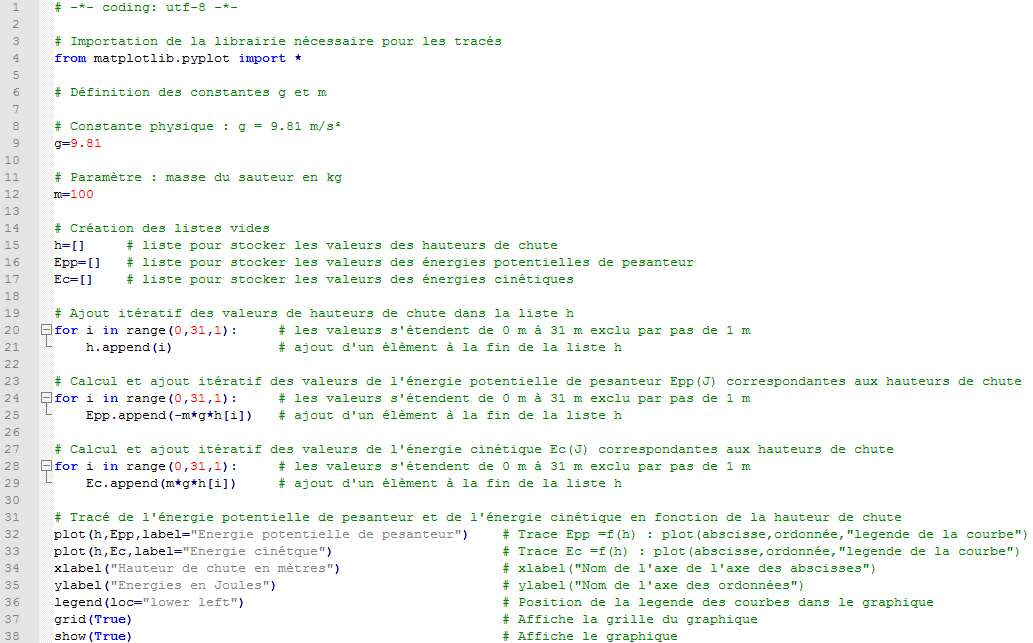 1 # -*- coding: utf-8 -*-
2
3 # Importation de la librairie nécessaire pour les tracés
4 from matplotlib.pyplot import *
5
6 # Définition des constantes g et m
7
8 # Constante physique : g = 9.81 m/s²
9 g=9.81
10
11 # Paramètre : masse du sauteur en kg
12 m=100
13
14 # Création des listes vides
15 h=[] # liste pour stocker les valeurs des hauteurs de chute
16 Epp=[] # liste pour stocker les valeurs des énergies potentielles de pesanteur
17 Ec=[] # liste pour stocker les valeurs des énergies cinétiques
18
19 # Ajout itératif des valeurs de hauteurs de chute dans la liste h
20 for i in range(0,31,1): # les valeurs s'étendent de 0 m à 31 m exclu par pas de 1 m
21 h.append(i) # ajout d'un élèment à la fin de la liste h
22
23 # Calcul et ajout itératif des valeurs de l'énergie potentielle de pesanteur Epp(J) correspondantes aux hauteurs de chute
24 for i in range(0,31,1): # les valeurs s'étendent de 0 m à 31 m exclu par pas de 1 m
25 Epp.append(-m*g*h[i]) # ajout d'un élèment à la fin de la liste h
26
27 # Calcul et ajout itératif des valeurs de l'énergie cinétique Ec(J) correspondantes aux hauteurs de chute
28 for i in range(0,31,1): # les valeurs s'étendent de 0 m à 31 m exclu par pas de 1 m
29 Ec.append(m*g*h[i]) # ajout d'un élèment à la fin de la liste h
30
31 # Tracé de l'énergie potentielle de pesanteur et de l'énergie cinétique en fonction de la hauteur de chute
32 plot(h,Epp,label="Energie potentielle de pesanteur") # Trace Epp =f(h) : plot(abscisse,ordonnée,"legende de la courbe")
33 plot(h,Ec,label="Energie cinétque") # Trace Ec =f(h) : plot(abscisse,ordonnée,"legende de la courbe")
34 xlabel("Hauteur de chute en mètres") # xlabel("Nom de l'axe de l'axe des abscisses")
35 ylabel("Energies en Joules") # ylabel("Nom de l'axe des ordonnées")
36 legend(loc="lower left") # Position de la legende des courbes dans le graphique
37 grid(True) # Affiche la grille du graphique
38 show(True) # Affiche le graphique